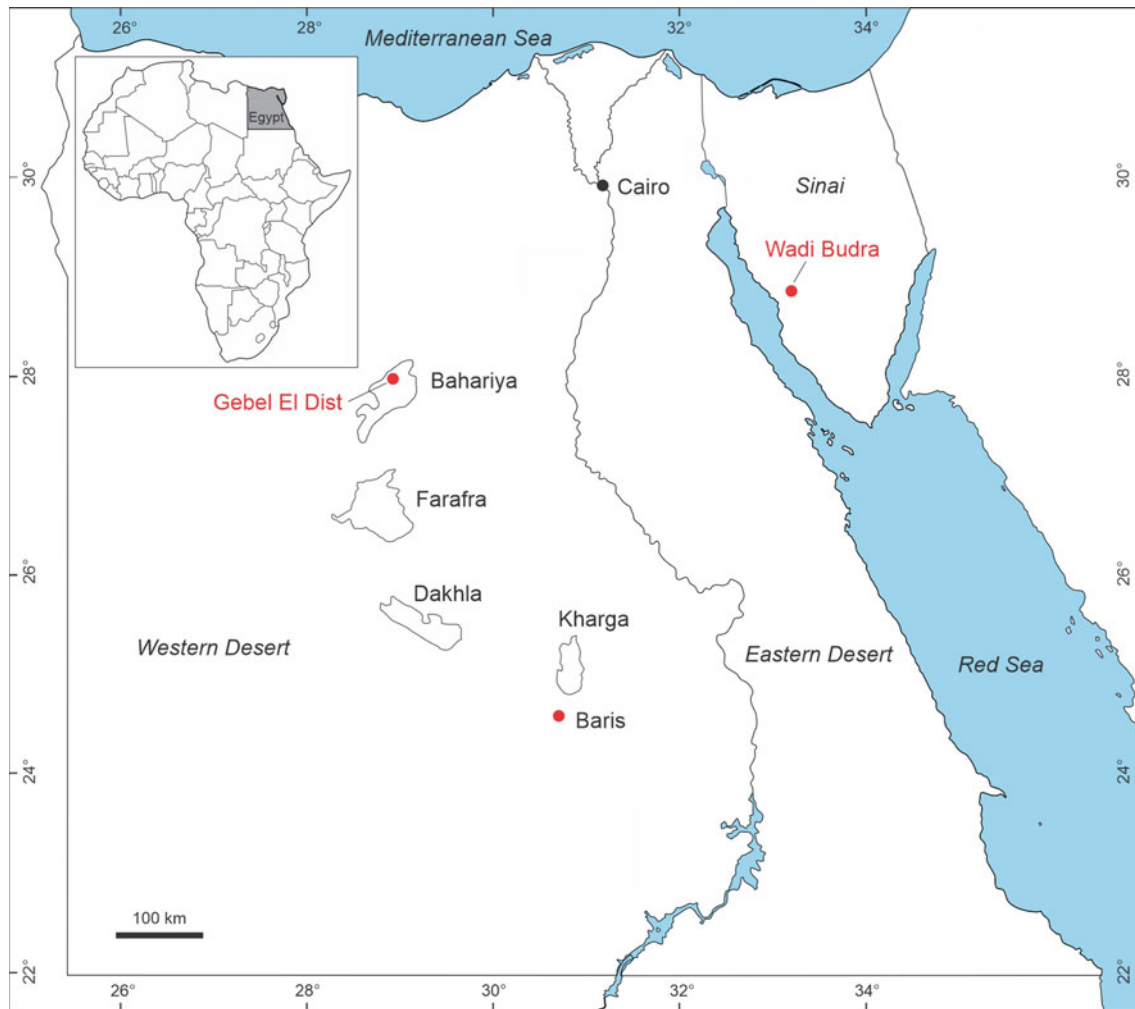 26°
28°
32°
34°
Mediterranean Sea
Egypt
30°
30°
Cairo
Sinai
Wadi Budra
28°
28°
Bahariya
Gebel El Dist
Farafra
26°
26°
Dakhla
Kharga
Western Desert
Eastern Desert
Red Sea
Baris
24°
24°
100 km
22°
22°
26°
28°
30°
32°
34°